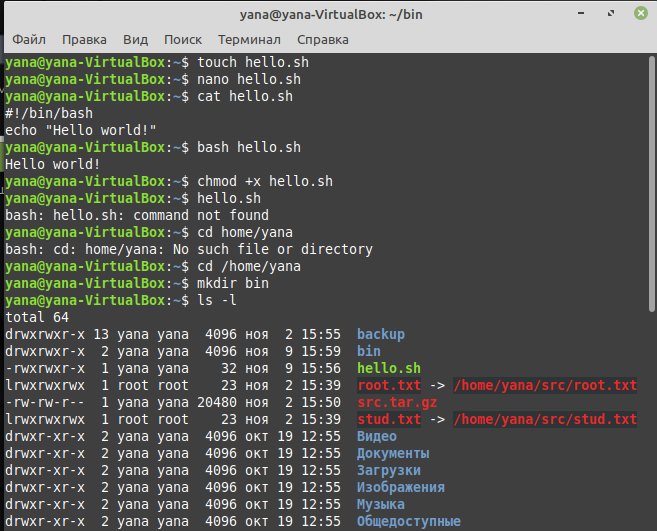 yana@yana-VirtualBox: ~/bin
Файл Правка Вид Поиск Терминал Справка
yana@yana-VirtualBox:~$ touch hello.sh
yana@yana-VirtualBox:~$ nano hello.sh
yana@yana-VirtualBox:~$ cat hello.sh
#!/bin/bash
echo "Hello world!"
yana@yana-VirtualBox:~$ bash hello.sh
Hello world!
yana@yana-VirtualBox:~$ chmod +x hello.sh
yana@yana-VirtualBox:~$ hello.sh
bash: hello.sh: command not found
yana@yana-VirtualBox:~$ cd home/yana
bash: cd: home/yana: No such file or directory
yana@yana-VirtualBox:~$ cd /home/yana
yana@yana-VirtualBox:~$ mkdir bin
yana@yana-VirtualBox:~$ ls -l
total 64
drwxrwxr-x 13 yana yana  4096 ноя  2 15:55 backup
drwxrwxr-x  2 yana yana  4096 ноя  9 15:59 bin
-rwxrwxr-x  1 yana yana    32 ноя  9 15:56 hello.sh
lrwxrwxrwx  1 root root    23 ноя  2 15:39 root.txt -> /home/yana/src/root.txt
-rw-rw-r--  1 yana yana 20480 ноя  2 15:50 src.tar.gz
lrwxrwxrwx  1 root root    23 ноя  2 15:39 stud.txt -> /home/yana/src/stud.txt
drwxr-xr-x  2 yana yana  4096 окт 19 12:55 Видео
drwxr-xr-x  2 yana yana  4096 окт 19 12:55 Документы
drwxr-xr-x  2 yana yana  4096 окт 19 12:55 Загрузки
drwxr-xr-x  2 yana yana  4096 окт 19 12:55 Изображения
drwxr-xr-x  2 yana yana  4096 окт 19 12:55 Музыка
drwxr-xr-x  2 yana yana  4096 окт 19 12:55 Общедоступные